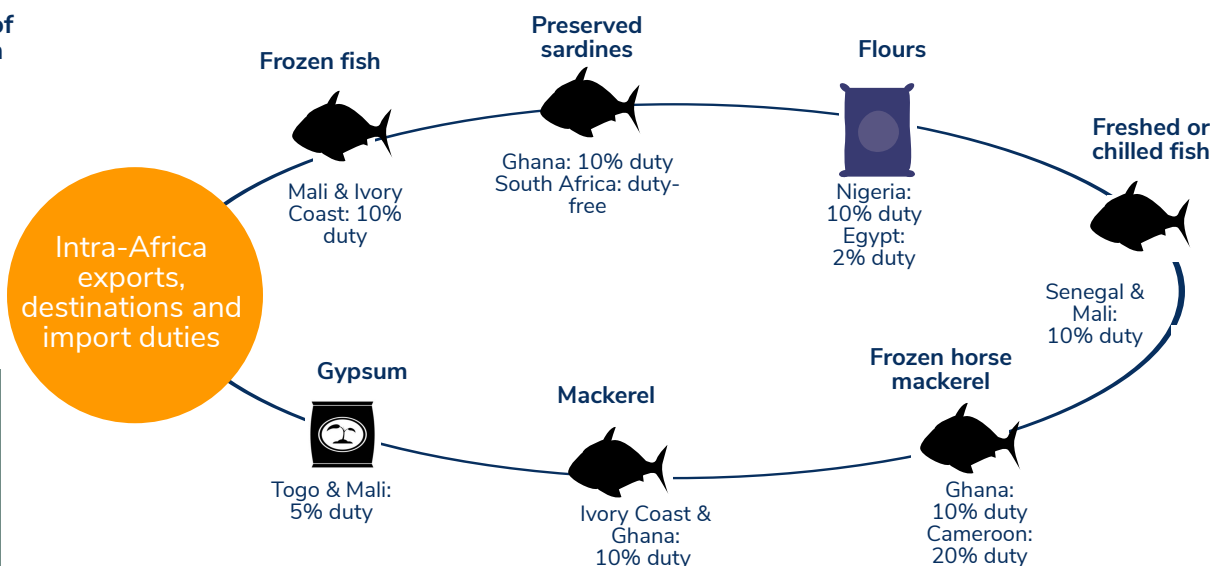 of
Frozen fish
Mali & Ivory
Coast: 10%
duty
Preserved
sardines
Ghana: 10% duty
South Africa: duty-
free
Flours
Nigeria:
10% duty
Egypt:
2% duty
Freshed or
chilled fish
Senegal &
Mali:
10% duty
Intra-Africa
exports,
destinations and
import duties
Gypsum
Togo & Mali:
5% duty
Mackerel
Ivory Coast &
Ghana:
10% duty
Frozen horse
mackerel
Ghana:
10% duty
Cameroon:
20% duty